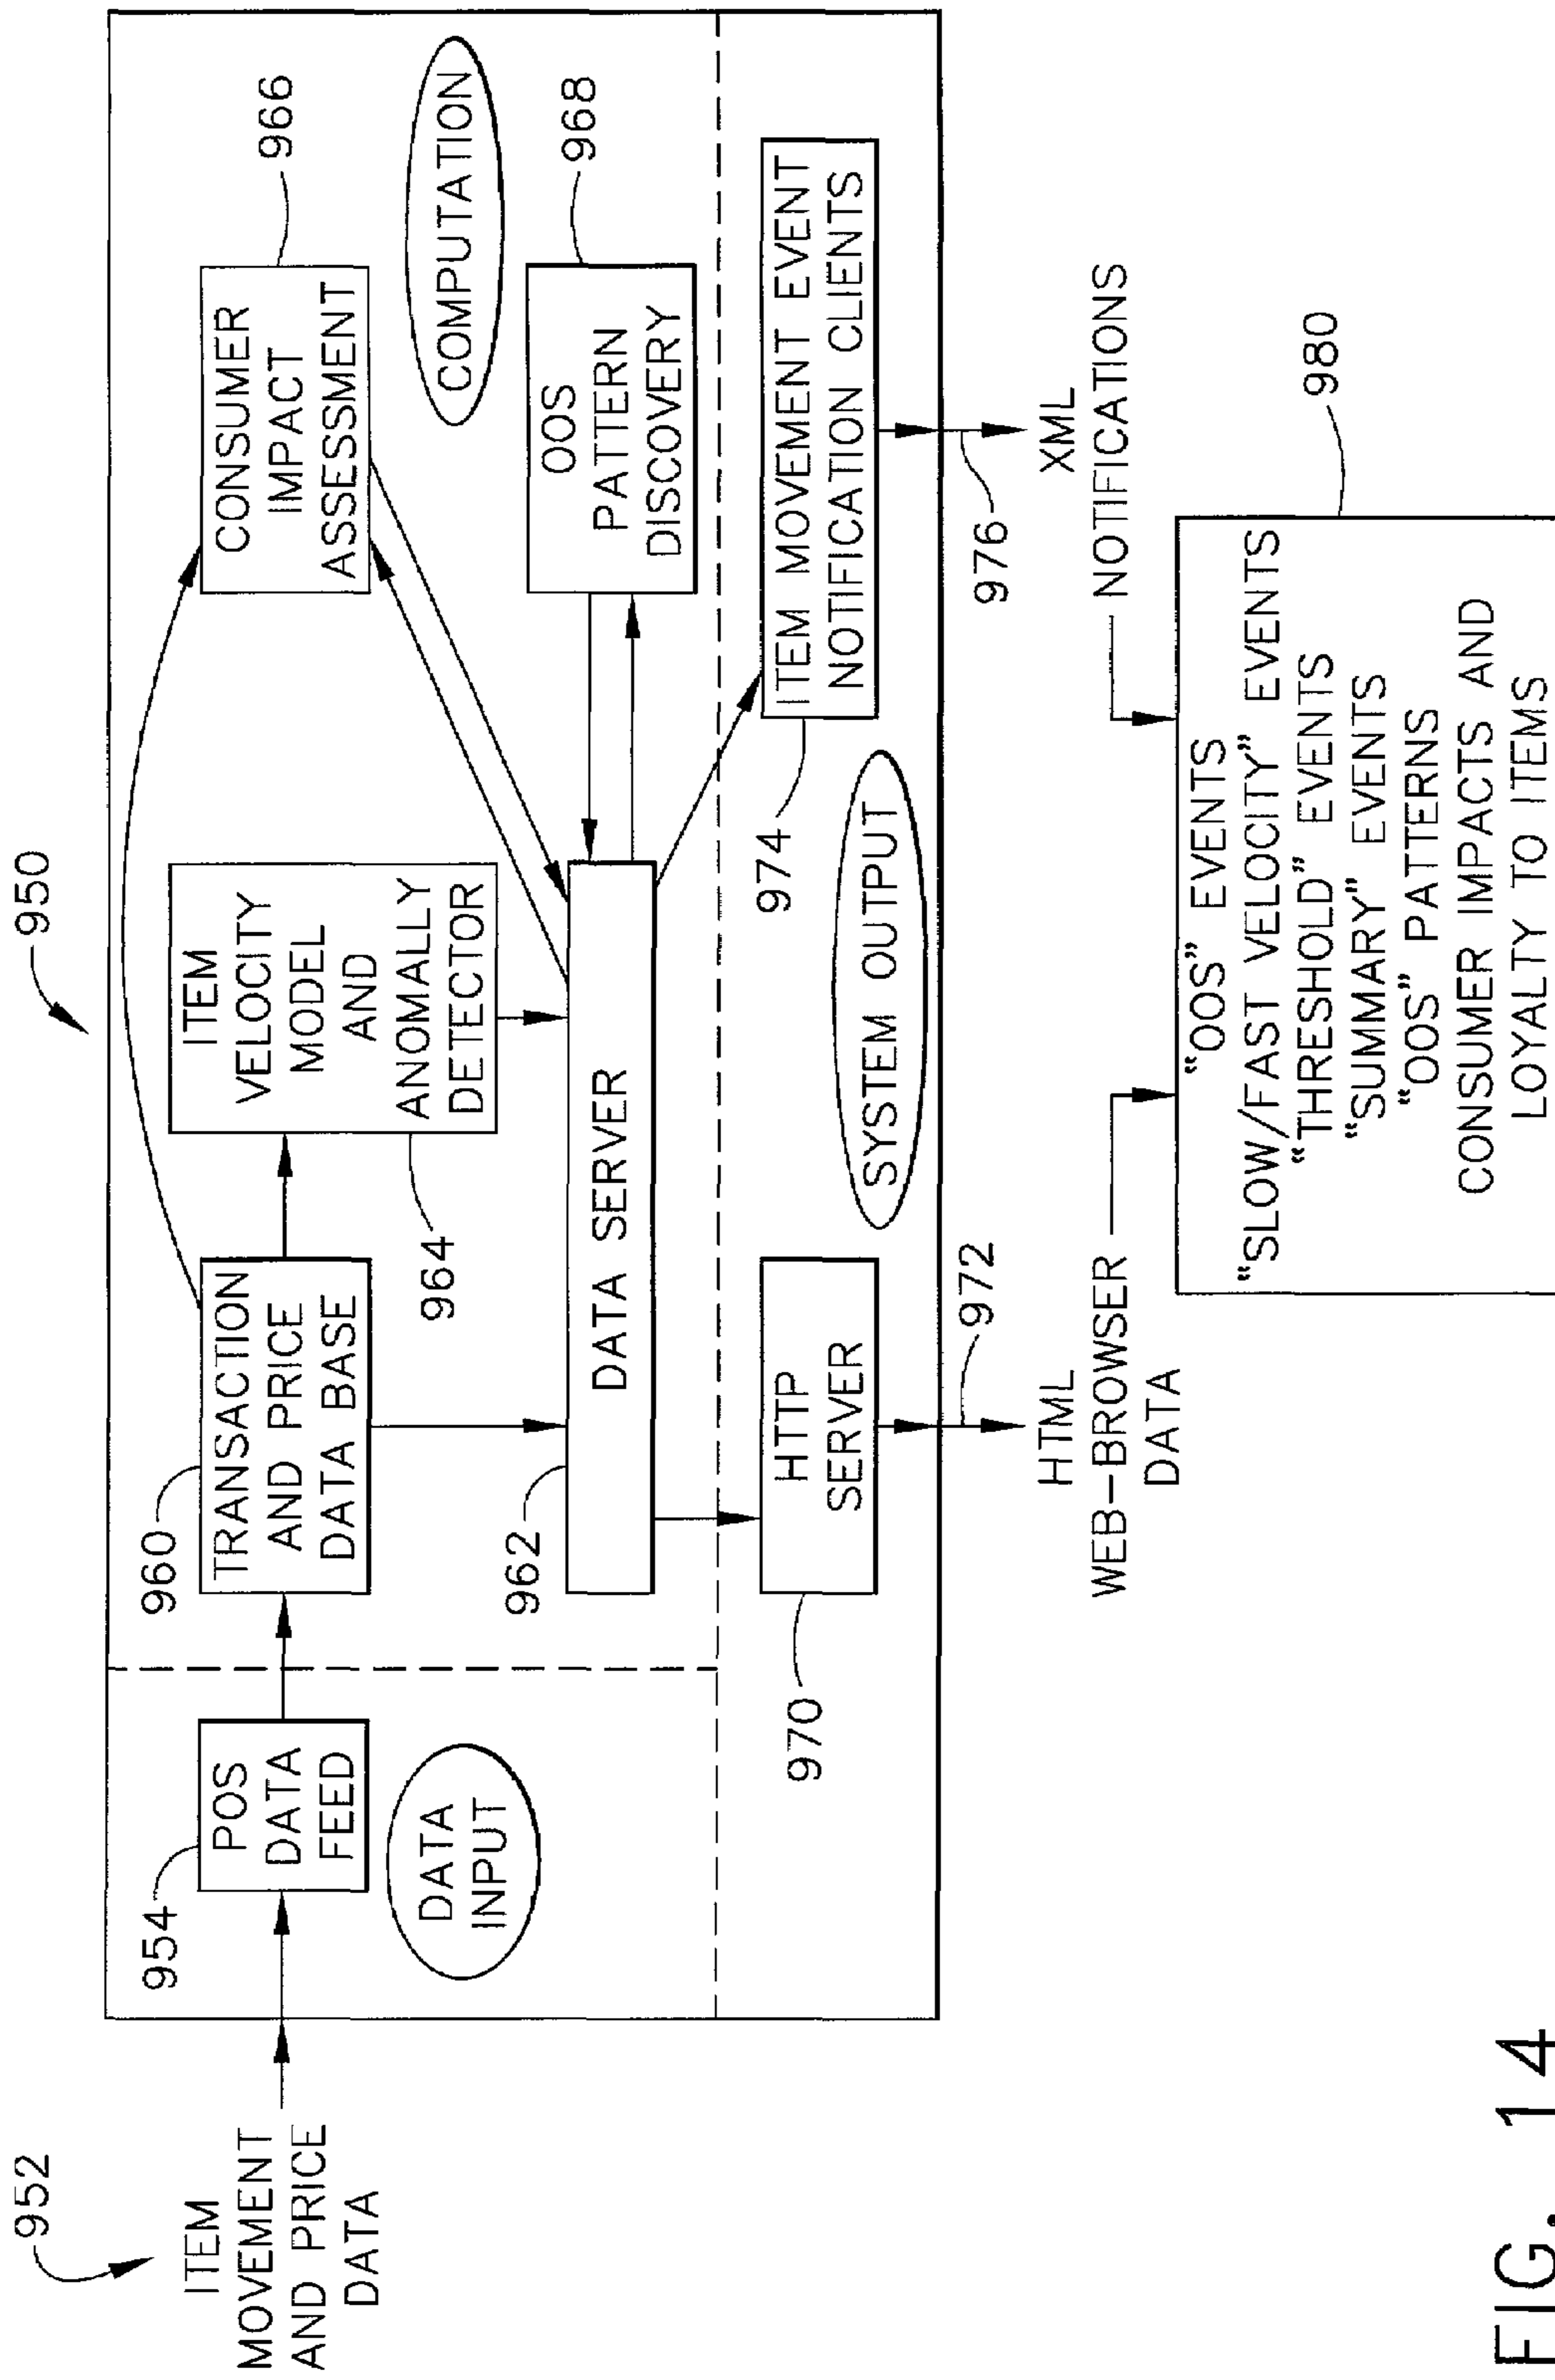 950
952
ITEM
MOVEMENT
AND PRICE
DATA
954
POS
DATA
FEED
DATA
INPUT
960
TRANSACTION
AND PRICE
DATA BASE
ITEM
VELOCITY
MODEL
AND
ANOMALLY
DETECTOR
964
CONSUMER
IMPACT
ASSESSMENT
966
COMPUTATION
962
DATA SERVER
OOS
PATTERN
DISCOVERY
968
970
HTTP
SERVER
SYSTEM OUTPUT
974
ITEM MOVEMENT EVENT
NOTIFICATION CLIENTS
972
976
HTML
WEB-BROWSER
DATA
XML
NOTIFICATIONS
980
“OOS” EVENTS
“SLOW/FAST VELOCITY” EVENTS
“THRESHOLD” EVENTS
“SUMMARY” EVENTS
“OOS” PATTERNS
CONSUMER IMPACTS AND
LOYALTY TO ITEMS
FIG. 14